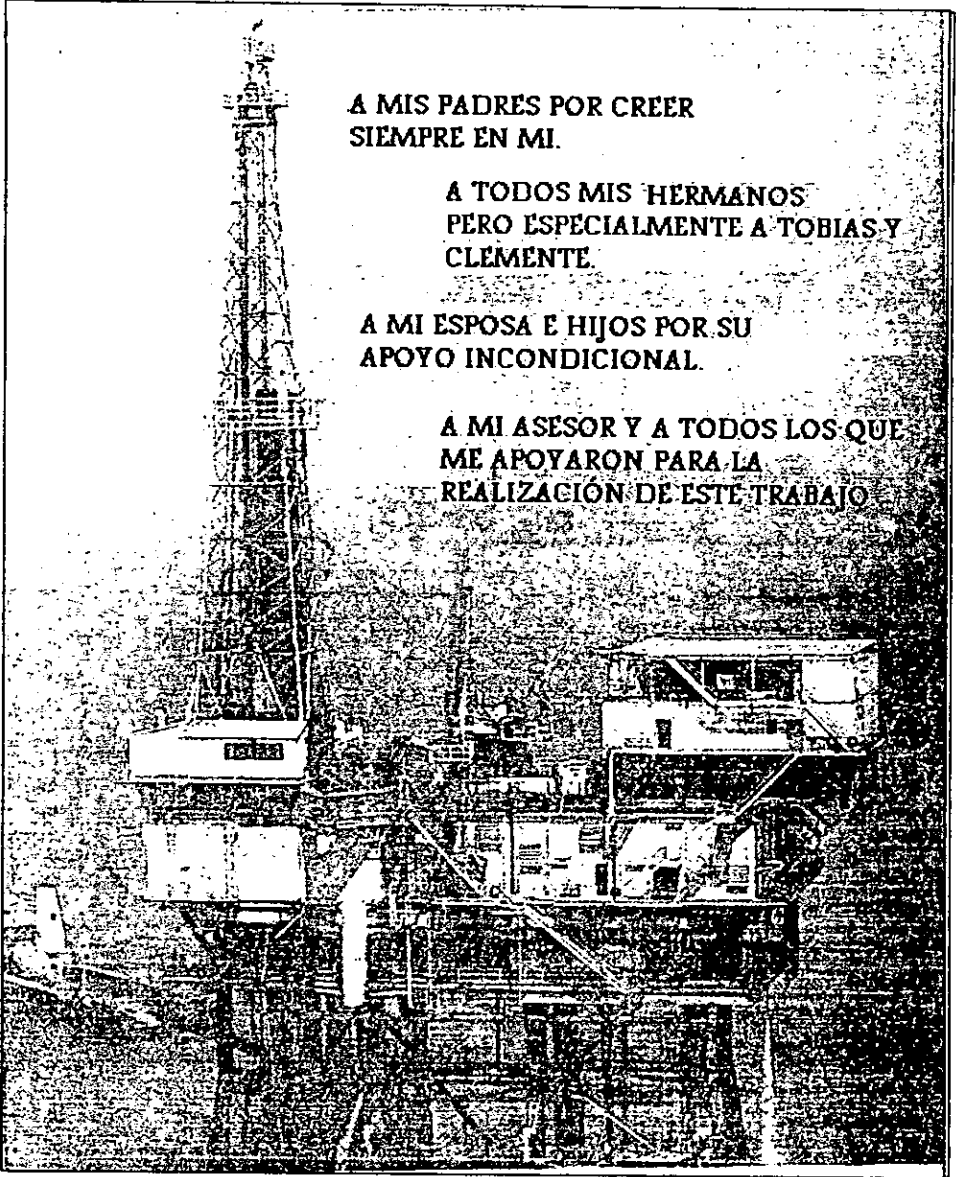 A MIS PADRES POR CREER
SIEMPRE EN MI.
A TODOS MIS HERMANOS
PERO ESPECIALMENTE A TOBIAS Y
CLEMENTE.
A MI ESPOSA E HIJOS POR SU
APOYO INCONDICIONAL.
A MI ASESOR Y A TODOS LOS QUE
ME APOYARON PARA LA
REALIZACIÓN DE ESTE TRABAJO